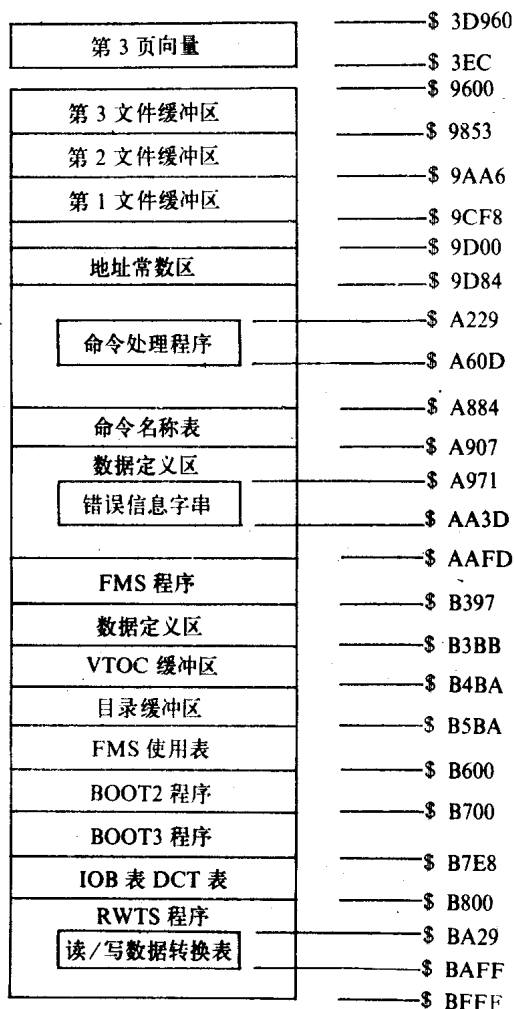 第 3 页向量
$ 3D960
$ 3EC
$ 9600
第 3 文件缓冲区
$ 9853
第 2 文件缓冲区
$ 9AA6
第 1 文件缓冲区
$ 9CF8
$ 9D00
地址常数区
$ 9D84
$ A229
命令处理程序
$ A60D
$ A884
命令名称表
$ A907
数据定义区
$ A971
错误信息字串
$ AA3D
$ AAFD
FMS 程序
$ B397
数据定义区
$ B3BB
VTOC 缓冲区
$ B4BA
目录缓冲区
$ B5BA
FMS 使用表
$ B600
BOOT2 程序
$ B700
BOOT3 程序
$ B7E8
IOB 表 DCT 表
$ B800
RWTS 程序
$ BA29
读/写数据转换表
$ BAFF
$ BFFF